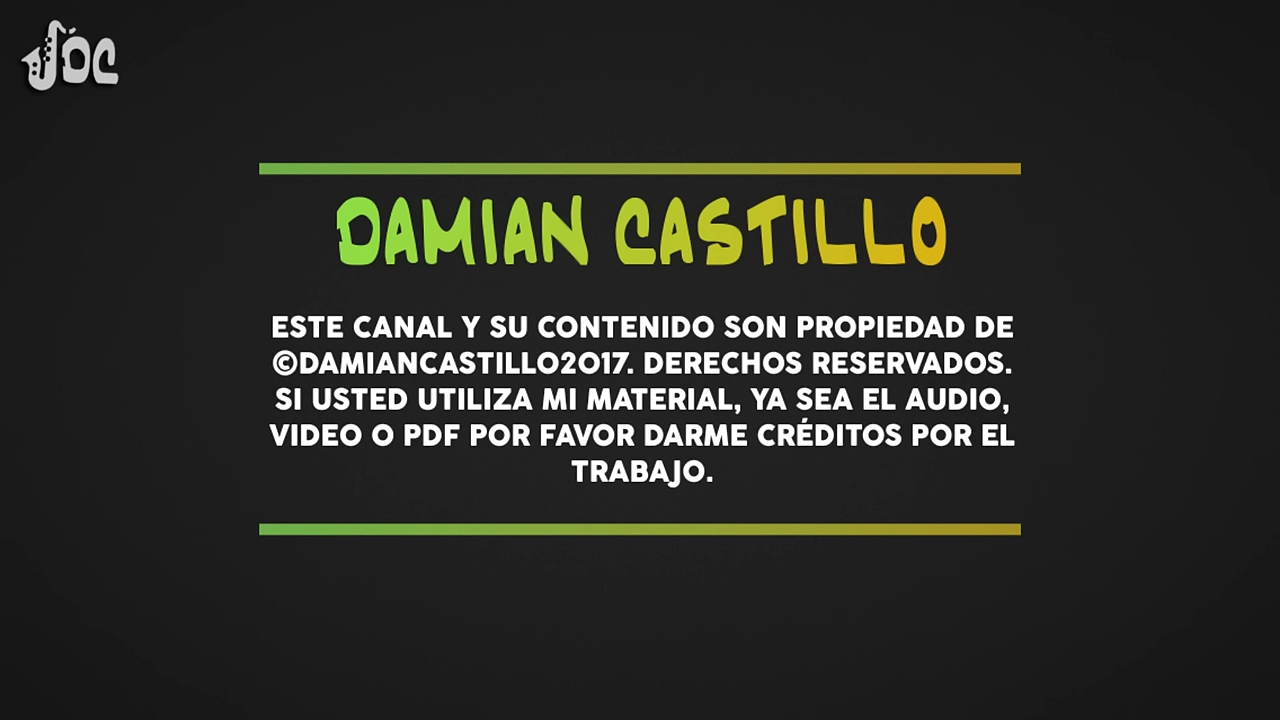 JDC
DAMIAN CASTILLO
ESTE CANAL Y SU CONTENIDO SON PROPIEDAD DE
©DAMIANCASTILLO2017. DERECHOS RESERVADOS.
SI USTED UTILIZA MI MATERIAL, YA SEA EL AUDIO,
VIDEO O PDF POR FAVOR DARME CRÉDITOS POR EL
TRABAJO.